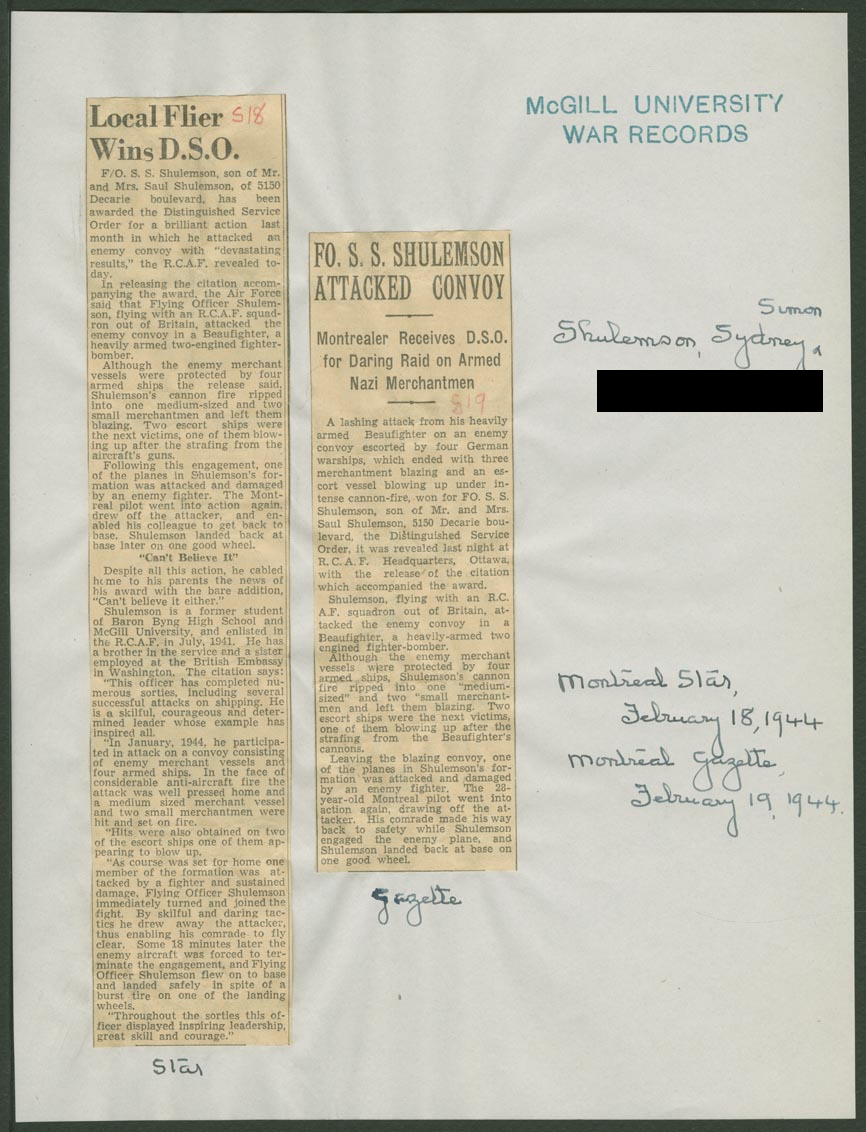 McGILL UNIVERSITY
WAR RECORDS
Local Flier S18
Wins D.S.O.
F/O. S. S. Shulemson, son of Mr.
and Mrs. Saul Shulemson, of 5150
Decarie boulevard, has been
awarded the Distinguished Service
Order for a brilliant action last
month in which he attacked an
enemy convoy with "devastating
results," the R.C.A.F. revealed to-
day.
In releasing the citation accom-
panying the award, the Air Force
said that Flying Officer Shulem-
son, flying with an R.C.A.F. squad-
ron out of Britain, attacked the
enemy convoy in a Beaufighter, a
heavily armed two-engined fighter-
bomber.
Although the enemy merchant
vessels were protected by four
armed ships the release said,
Shulemson's cannon fire ripped
into one medium-sized and two
small merchantmen and left them
blazing. Two escort ships were
the next victims, one of them blow-
ing up after the strafing from the
aircraft's guns.
Following this engagement, one
of the planes in Shulemson's for-
mation was attacked and damaged
by an enemy fighter. The Mont-
real pilot went into action again,
drew off the attacker, and en-
abled his colleague to get back to
base. Shulemson landed back at
base later on one good wheel.
"Can't Believe It"
Despite all this action, he cabled
home to his parents the news of
his award with the bare addition,
"Can't believe it either."
Shulemson is a former student
of Baron Byng High School and
McGill University, and enlisted in
the R.C.A.F. in July, 1941. He has
a brother in the service and a sister
employed at the British Embassy
in Washington. The citation says:
"This officer has completed nu-
merous sorties, including several
successful attacks on shipping. He
is a skilful, courageous and deter-
mined leader whose example has
inspired all.
"In January, 1944, he participa-
ted in attack on a convoy consisting
of enemy merchant vessels and
four armed ships. In the face of
considerable anti-aircraft fire the
attack was well pressed home and
a medium sized merchant vessel
and two small merchantmen were
hit and set on fire.
"Hits were also obtained on two
of the escort ships one of them ap-
pearing to blow up.
"As course was set for home one
member of the formation was at-
tacked by a fighter and sustained
damage. Flying Officer Shulemson
immediately turned and joined the
fight. By skilful and daring tac-
tics he drew away the attacker,
thus enabling his comrade to fly
clear. Some 18 minutes later the
enemy aircraft was forced to ter-
minate the engagement, and Flying
Officer Shulemson flew on to base
and landed safely in spite of a
burst tire on one of the landing
wheels.
"Throughout the sorties this of-
ficer displayed inspiring leadership,
great skill and courage."
Star
FO. S. S. SHULEMSON
ATTACKED CONVOY
Montrealer Receives D.S.O.
for Daring Raid on Armed
Nazi Merchantmen
S19
A lashing attack from his heavily
armed Beaufighter on an enemy
convoy escorted by four German
warships, which ended with three
merchantment blazing and an es-
cort vessel blowing up under in-
tense cannon-fire, won for FO. S. S.
Shulemson, son of Mr. and Mrs.
Saul Shulemson, 5150 Decarie bou-
levard, the Distinguished Service
Order, it was revealed last night at
R.C.A.F. Headquarters, Ottawa,
with the release of the citation
which accompanied the award.
Shulemson, flying with an R.C.
A.F. squadron out of Britain, at-
tacked the enemy convoy in a
Beaufighter, a heavily-armed two
engined fighter-bomber.
Although the enemy merchant
vessels were protected by four
armed ships, Shulemson's cannon
fire ripped into one "medium-
sized" and two "small merchant-
men and left them blazing. Two
escort ships were the next victims,
one of them blowing up after the
strafing from the Beaufighter's
cannons.
Leaving the blazing convoy, one
of the planes in Shulemson's for-
mation was attacked and damaged
by an enemy fighter. The 28-
year-old Montreal pilot went into
action again, drawing off the at-
tacker. His comrade made his way
back to safety while Shulemson
engaged the enemy plane, and
Shulemson landed back at base on
one good wheel.
Gazette
Simon
Shulemson, Sydney
Montreal Star,
February 18, 1944
Montreal Gazette,
February 19, 1944.